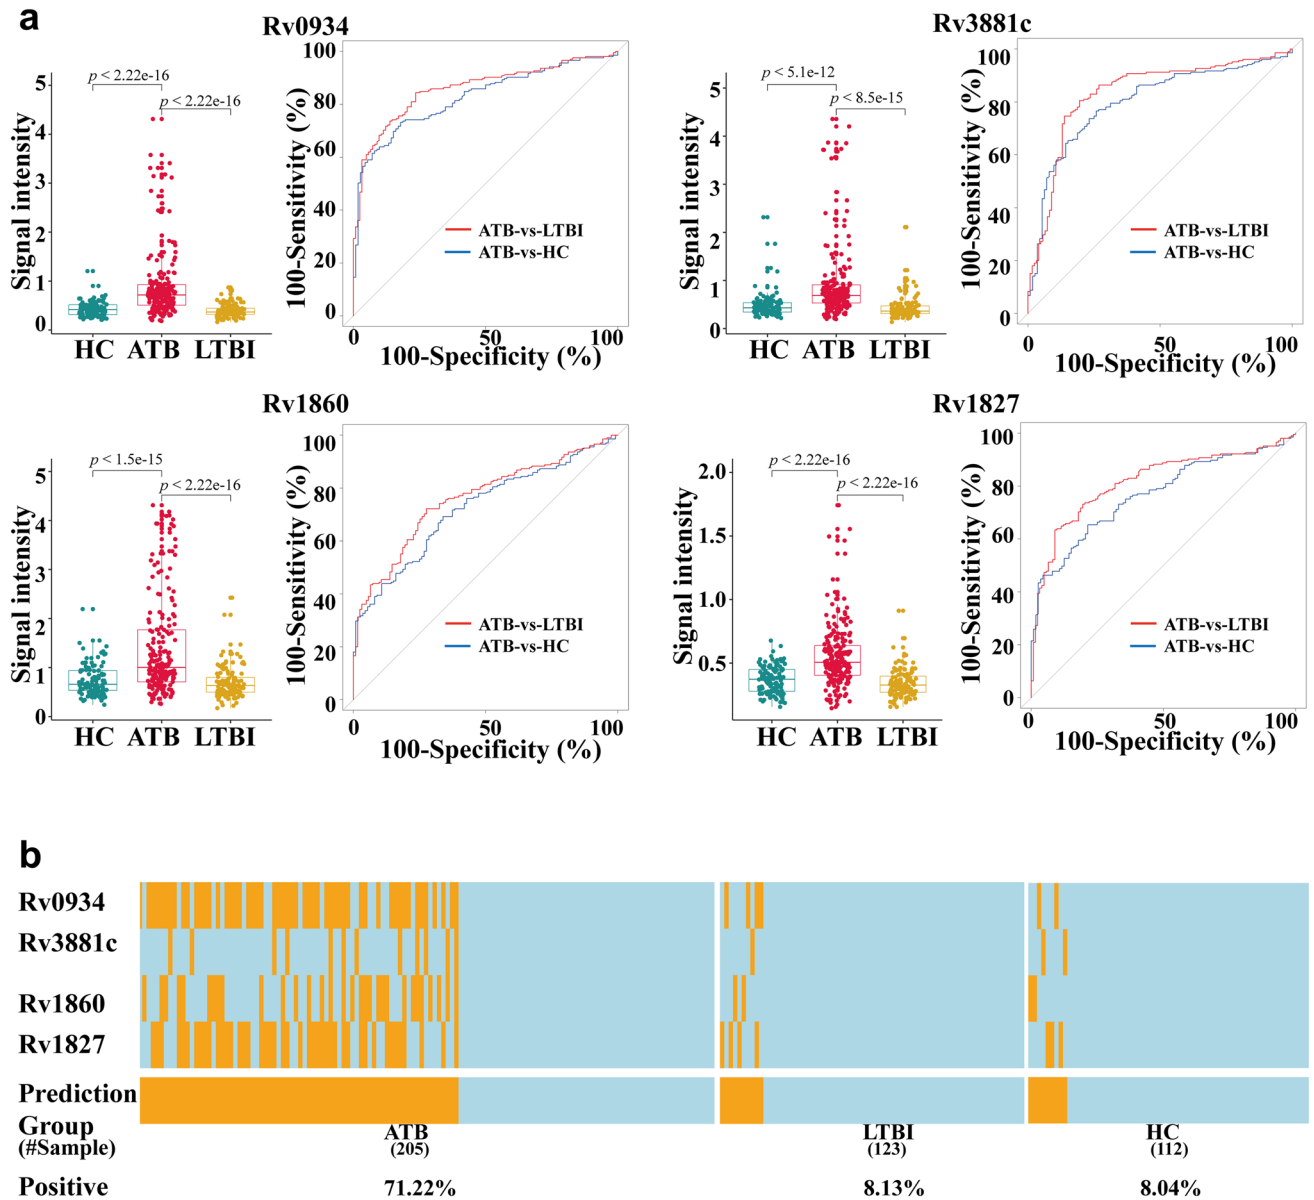 a
Rv0934
p < 2.22e-16
p < 2.22e-16
Signal intensity
5
4
3
2
1
0
HC ATB LTBI
100-Sensitivity (%)
100
80
60
40
20
0
ATB-vs-LTBI
ATB-vs-HC
0 50 100
100-Specificity (%)
Rv3881c
p < 5.1e-12
p < 8.5e-15
Signal intensity
5
4
3
2
1
0
HC ATB LTBI
100-Sensitivity (%)
100
80
60
40
20
0
ATB-vs-LTBI
ATB-vs-HC
0 50 100
100-Specificity (%)
Rv1860
p < 1.5e-15
p < 2.22e-16
Signal intensity
5
4
3
2
1
0
HC ATB LTBI
100-Sensitivity (%)
100
80
60
40
20
0
ATB-vs-LTBI
ATB-vs-HC
0 50 100
100-Specificity (%)
Rv1827
p < 2.22e-16
p < 2.22e-16
Signal intensity
2.0
1.5
1.0
0.5
HC ATB LTBI
100-Sensitivity (%)
100
80
60
40
20
0
ATB-vs-LTBI
ATB-vs-HC
0 50 100
100-Specificity (%)
b
Rv0934
Rv3881c
Rv1860
Rv1827
Prediction
Group ATB LTBI HC
(#Sample) (205) (123) (112)
Positive 71.22% 8.13% 8.04%